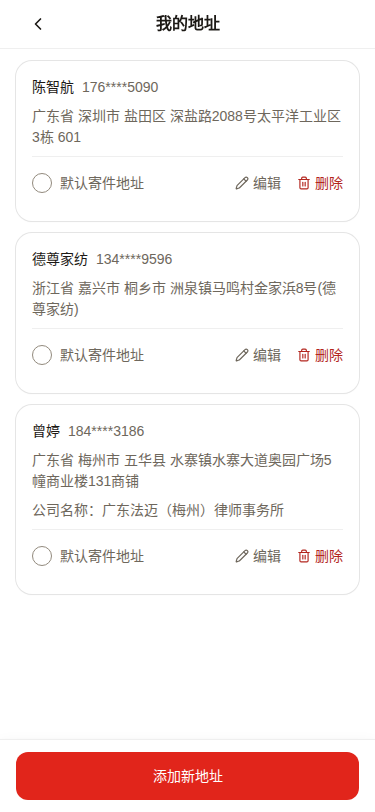 我的地址
陈智航 176****5090
广东省 深圳市 盐田区 深盐路2088号太平洋工业区
3栋 601
默认寄件地址 编辑 删除
德尊家纺 134****9596
浙江省 嘉兴市 桐乡市 洲泉镇马鸣村金家浜8号(德
尊家纺)
默认寄件地址 编辑 删除
曾婷 184****3186
广东省 梅州市 五华县 水寨镇水寨大道奥园广场5
幢商业楼131商铺
公司名称：广东法迈（梅州）律师事务所
默认寄件地址 编辑 删除
添加新地址